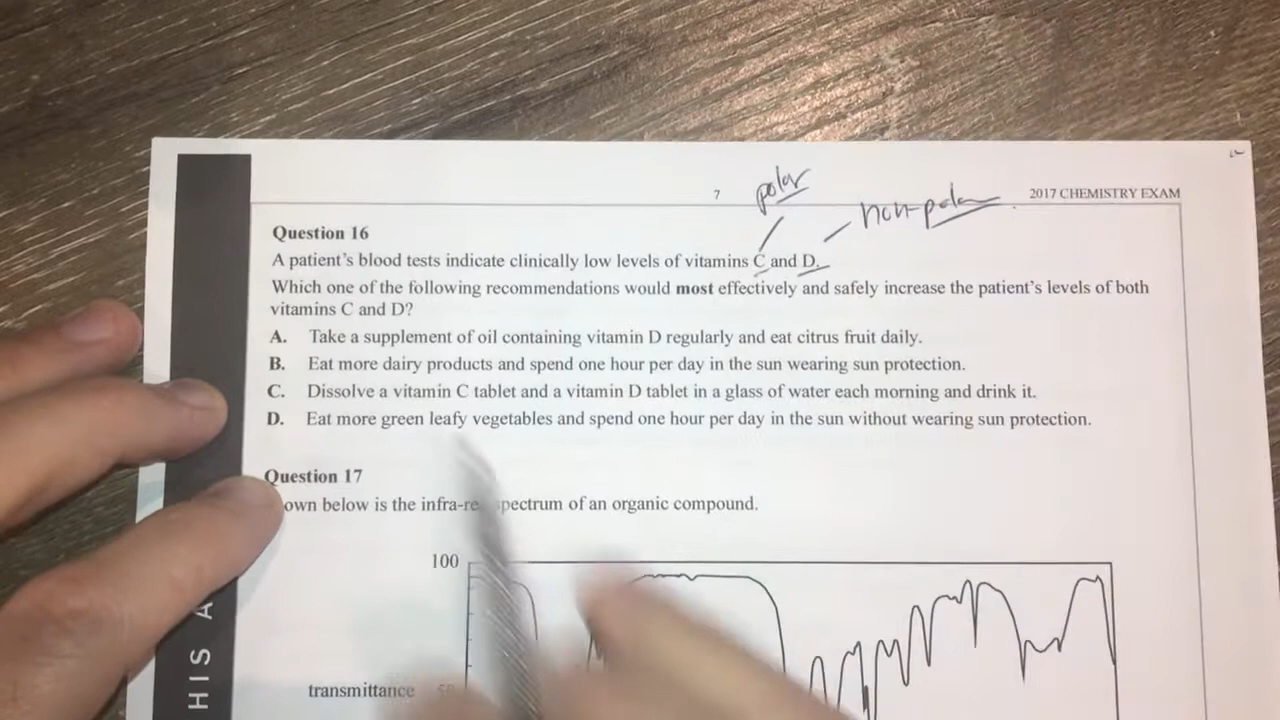 polar
7
non-polar
2017 CHEMISTRY EXAM
Question 16
A patient's blood tests indicate clinically low levels of vitamins C and D.
Which one of the following recommendations would most effectively and safely increase the patient's levels of both
vitamins C and D?
A. Take a supplement of oil containing vitamin D regularly and eat citrus fruit daily.
B. Eat more dairy products and spend one hour per day in the sun wearing sun protection.
C. Dissolve a vitamin C tablet and a vitamin D tablet in a glass of water each morning and drink it.
D. Eat more green leafy vegetables and spend one hour per day in the sun without wearing sun protection.
Question 17
own below is the infra-re spectrum of an organic compound.
100
transmittance
HIS A